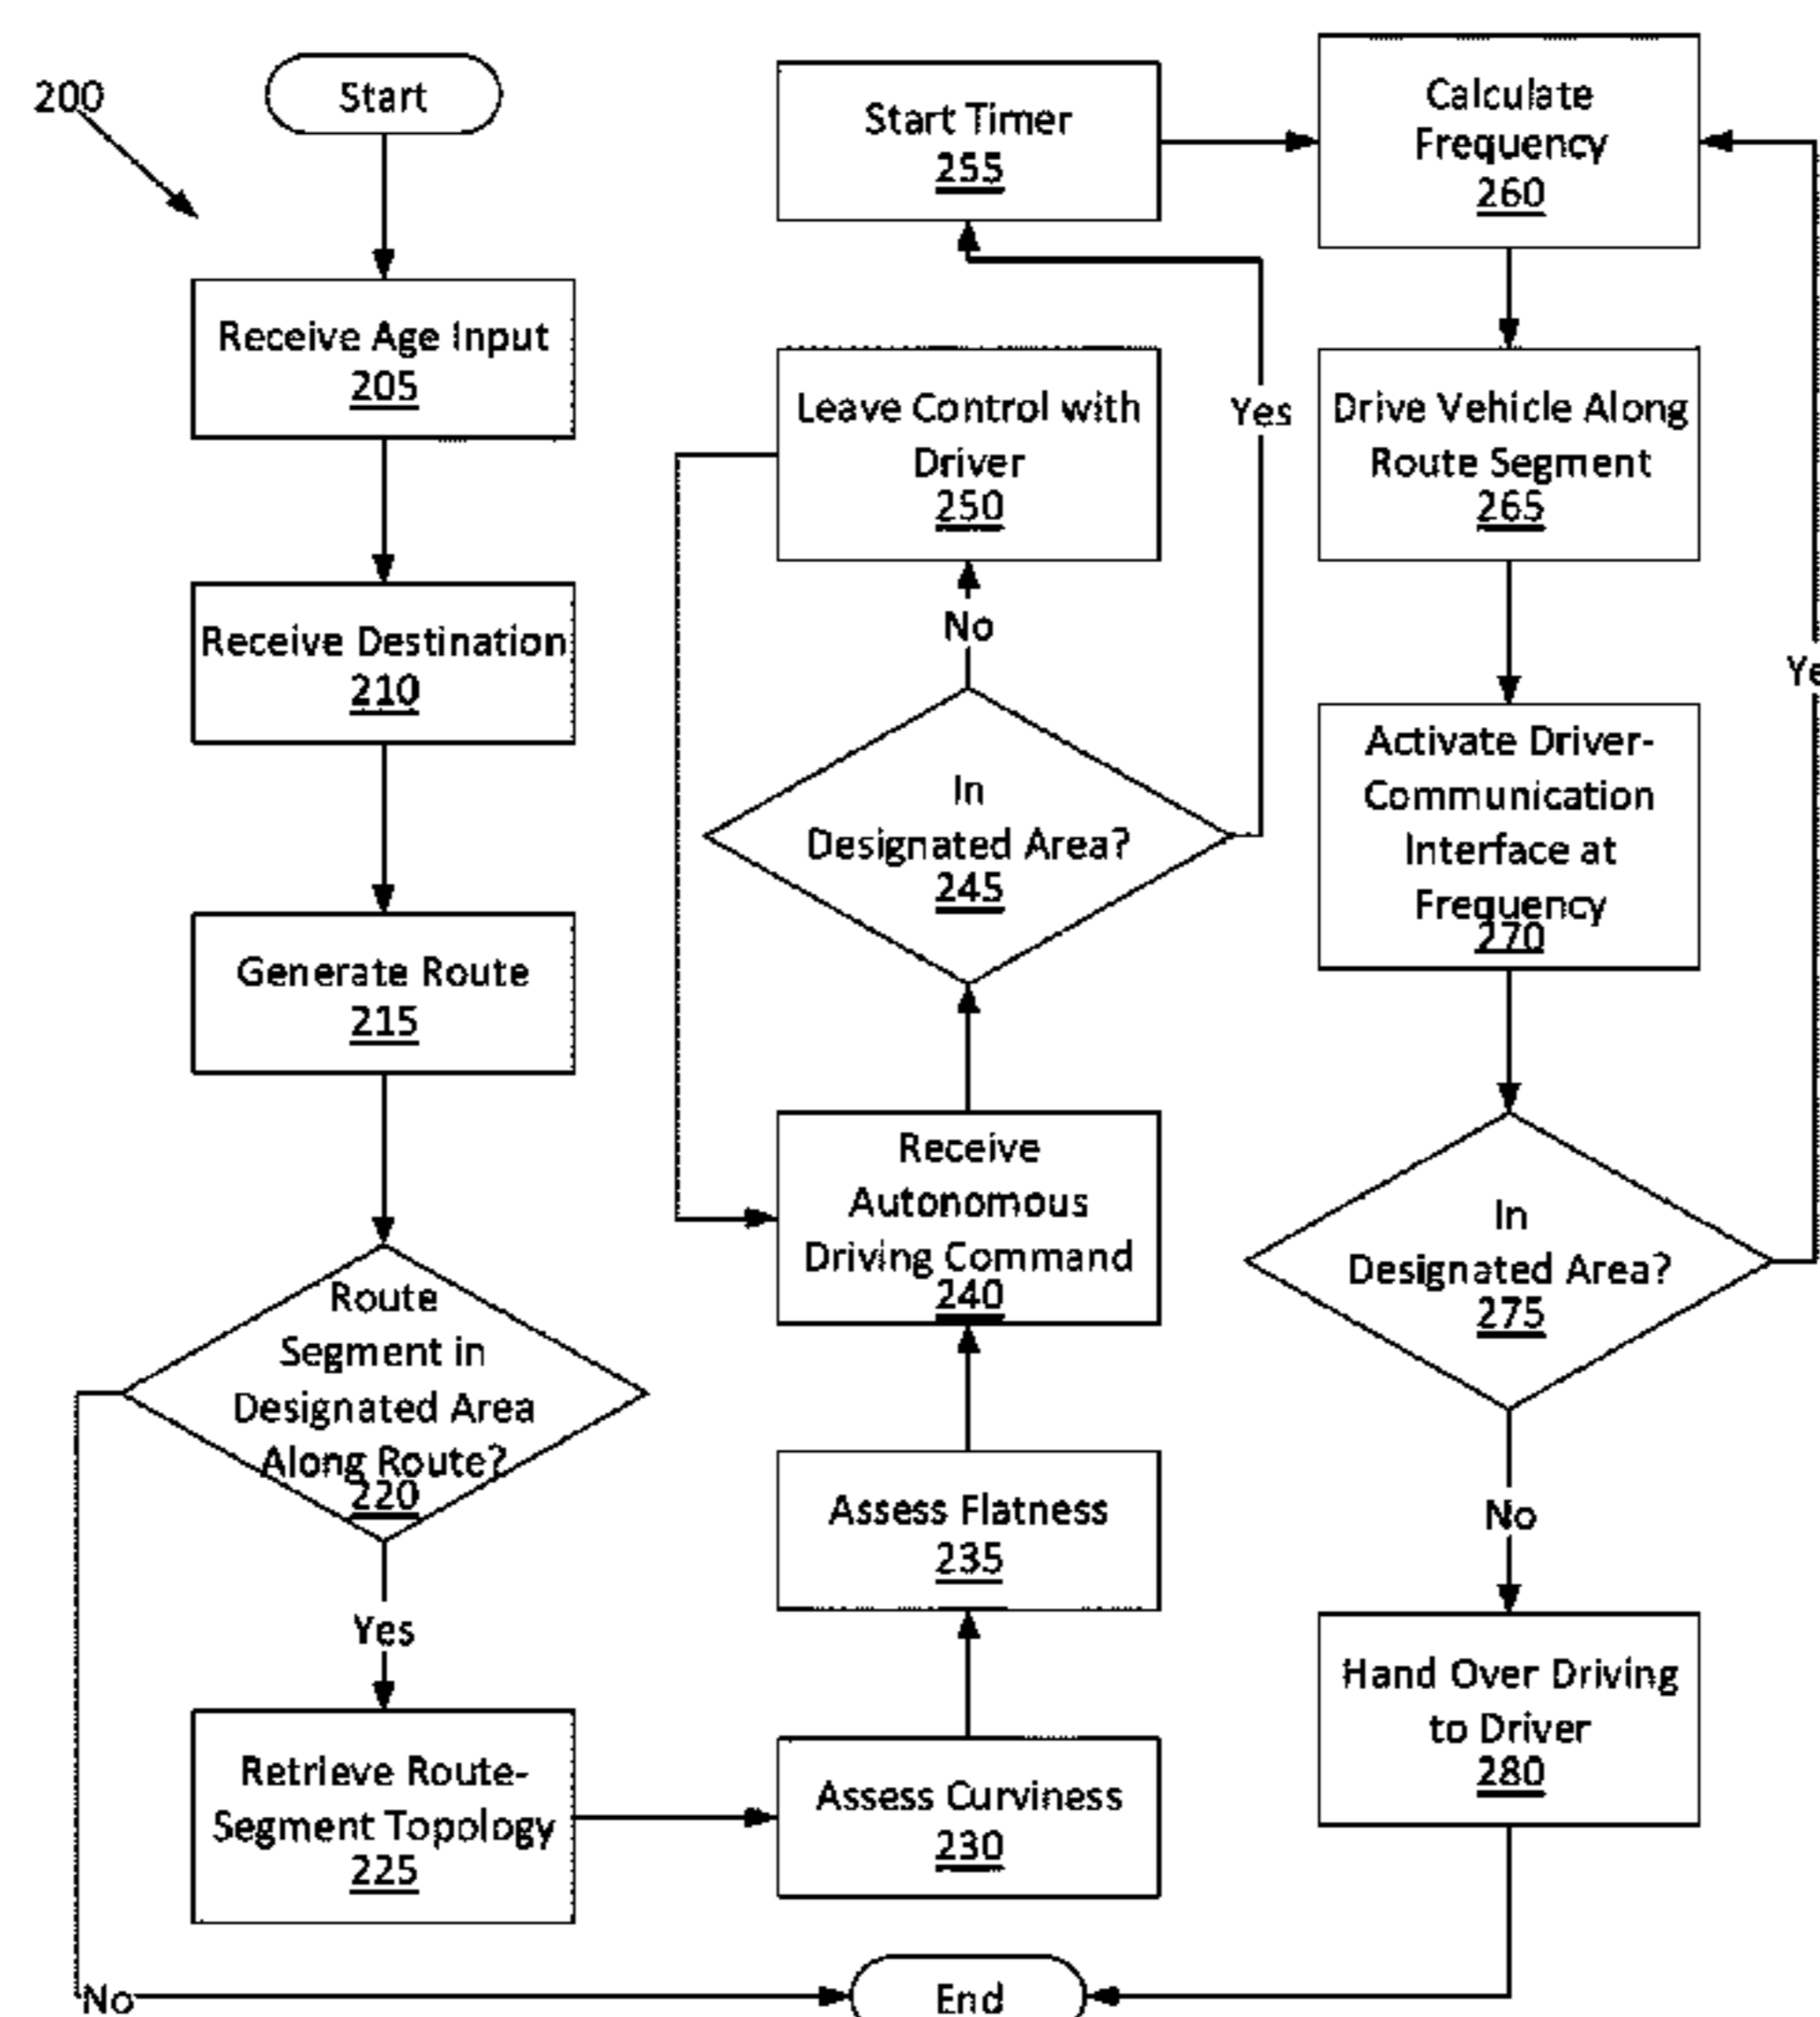 200
Start
Receive Age Input
205
Receive Destination
210
Generate Route
215
Route
Segment in
Designated Area
Along Route?
220
Yes
No
Retrieve Route-
Segment Topology
225
Assess Curviness
230
Assess Flatness
235
Receive
Autonomous
Driving Command
240
In
Designated Area?
245
No
Yes
Leave Control with
Driver
250
Start Timer
255
Calculate
Frequency
260
Drive Vehicle Along
Route Segment
265
Activate Driver-
Communication
Interface at
Frequency
270
In
Designated Area?
275
Ye
No
Hand Over Driving
to Driver
280
End